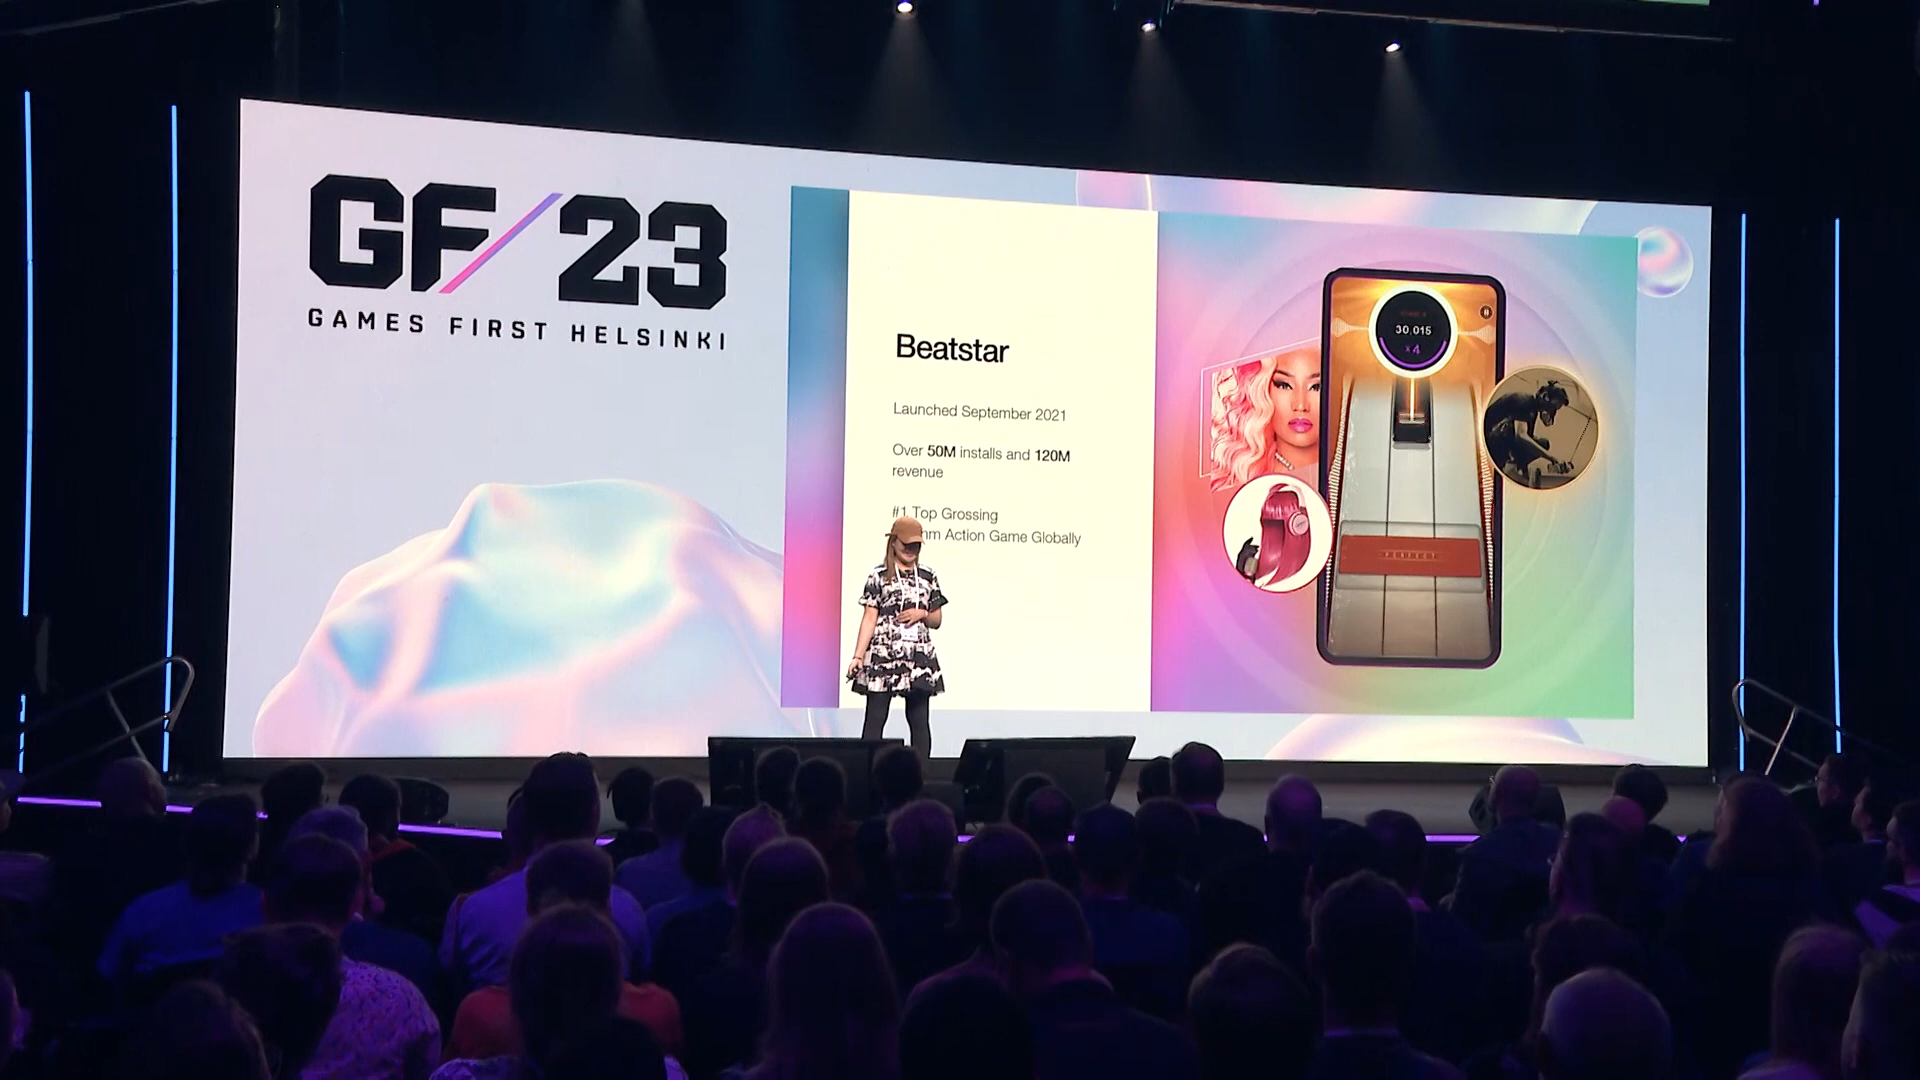 GF/23
GAMES FIRST HELSINKI
Beatstar
Launched September 2021
Over 50M installs and 120M
revenue
#1 Top Grossing
Action Game Globally
30,015
x4
PERFECT